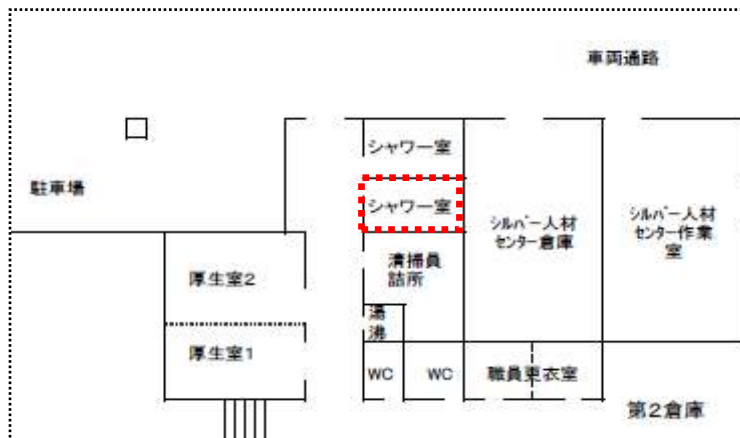 車両通路
シャワー室
駐車場
シャワー室
シルバー人材
センター倉庫
シルバー人材
センター作業
室
清掃員
詰所
厚生室2
湯
沸
厚生室1
WC
WC
職員更衣室
第2倉庫